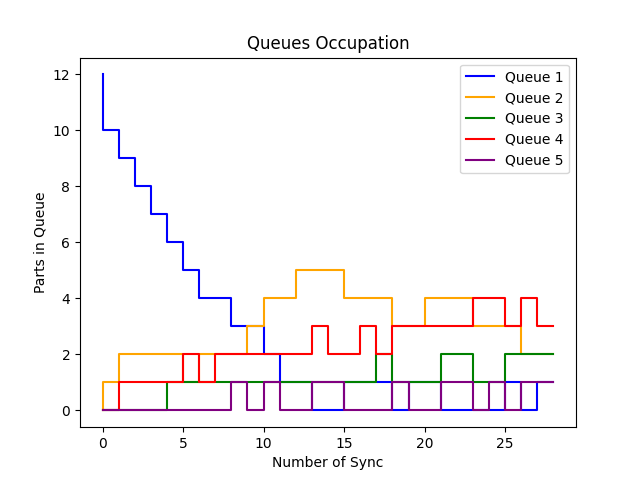 Queues Occupation
Queue 1
Queue 2
Queue 3
Queue 4
Queue 5
Parts in Queue
12
10
8
6
4
2
0
0 5 10 15 20 25
Number of Sync